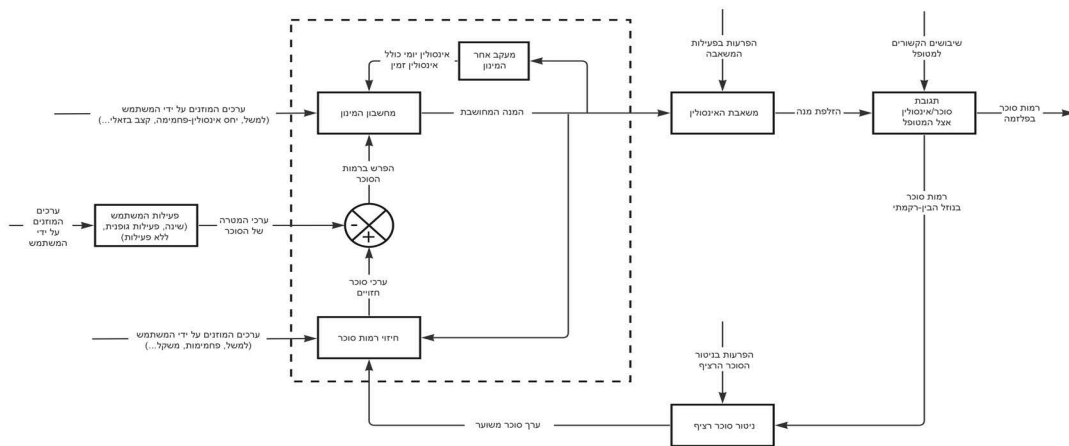 שיבושים הקשורים
למטופל
הפרעות בפעילות
המשאבה
מעקב אחר
המינון
אינסולין יומי כולל
אינסולין זמין
רמות סוכר
בפלזמה
תגובת
סוכר/אינסולין
אצל המטופל
הזלפת מנה
משאבת האינסולין
המנה המחושבת
מחשבון המינון
ערכים המוזנים על ידי המשתמש
(למשל, יחס אינסולין-פחמימה, קצב בזאלי...)
הפרש ברמות
הסוכר
רמות סוכר
בנוזל הבין-רקמתי
-
+
ערכי המטרה
של הסוכר
פעילות המשתמש
(שינה, פעילות גופנית,
ללא פעילות)
ערכים
המוזנים
על ידי
המשתמש
ערכי סוכר
חזויים
חיזוי רמות סוכר
ערכים המוזנים על ידי המשתמש
(למשל, פחמימות, משקל...)
הפרעות בניטור
הסוכר הרציף
ניטור סוכר רציף
ערך סוכר משוער